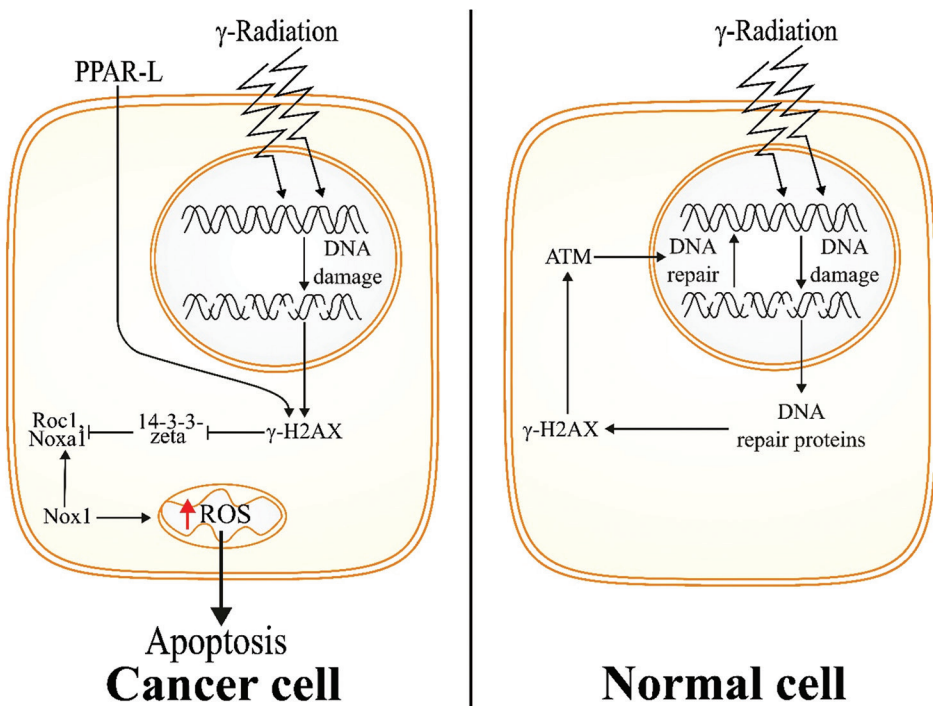 γ-Radiation
PPAR-L
DNA
damage
Roc1,
Noxa1
14-3-3-
zeta
γ-H2AX
Nox1
ROS
Apoptosis
Cancer cell
γ-Radiation
ATM
DNA
repair
DNA
damage
DNA
repair proteins
γ-H2AX
Normal cell